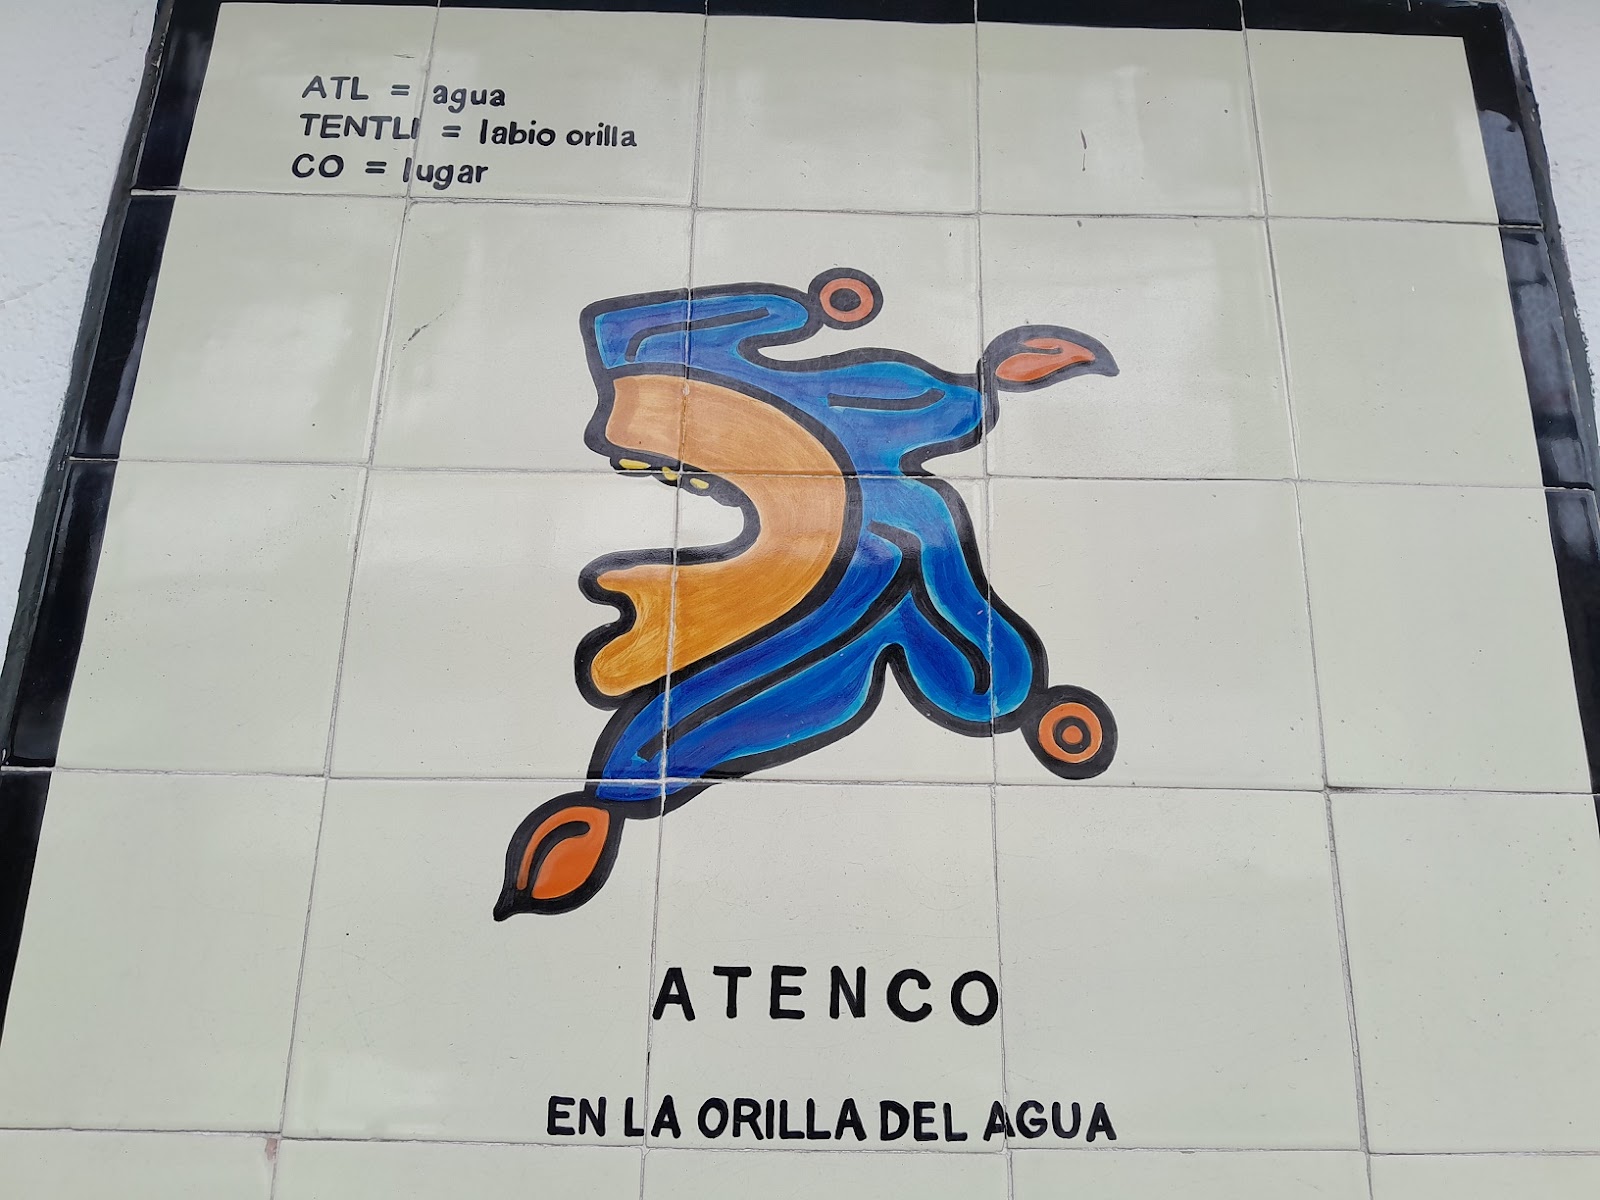 ATL = agua
TENTLI = labio orilla
CO = lugar
ATENCO
EN LA ORILLA DEL AGUA